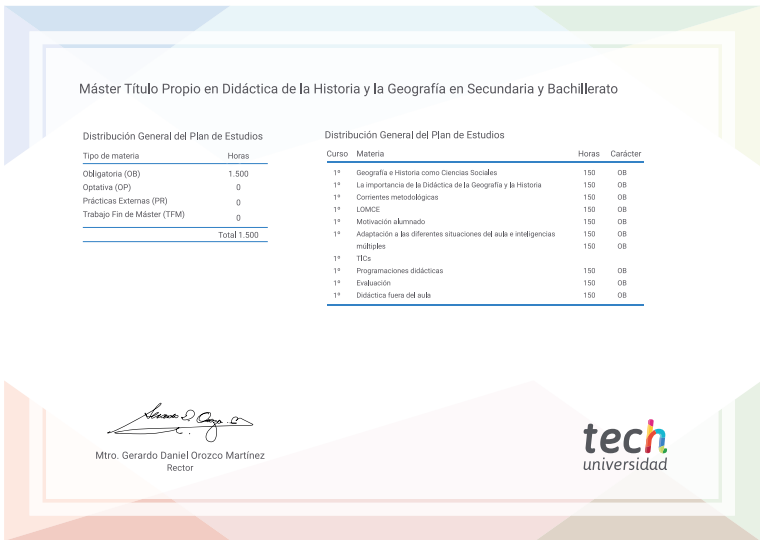 Máster Título Propio en Didáctica de la Historia y la Geografía en Secundaria y Bachillerato
Distribución General del Plan de Estudios
Tipo de materia Horas
Obligatoria (OB) 1.500
Optativa (OP) 0
Prácticas Externas (PR) 0
Trabajo Fin de Máster (TFM) 0
Total 1.500
Distribución General del Plan de Estudios
Curso Materia Horas Carácter
1º Geografía e Historia como Ciencias Sociales 150 OB
1º La importancia de la Didáctica de la Geografía y la Historia 150 OB
1º Corrientes metodológicas 150 OB
1º LOMCE 150 OB
1º Motivación alumnado 150 OB
1º Adaptación a las diferentes situaciones del aula e inteligencias 150 OB
múltiples 150 OB
1º TICs
1º Programaciones didácticas 150 OB
1º Evaluación 150 OB
1º Didáctica fuera del aula 150 OB
Mtro. Gerardo Daniel Orozco Martínez
Rector
tech
universidad